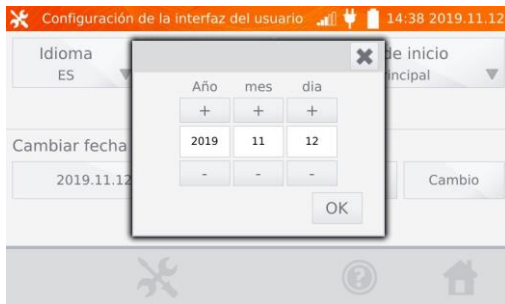 Configuración de la interfaz del usuario 14:38 2019.11.12
Idioma
ES
de inicio
ncipal
Año mes dia
+ + +
2019 11 12
- - -
OK
Cambiar fecha
2019.11.12
Cambio